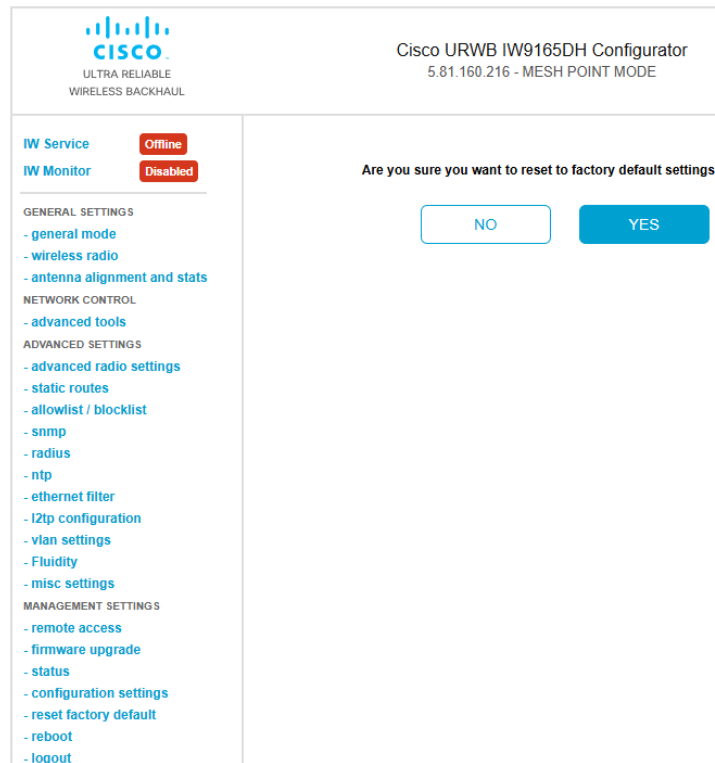 CISCO
ULTRA RELIABLE
WIRELESS BACKHAUL
Cisco URWB IW9165DH Configurator
5.81.160.216 - MESH POINT MODE
IW Service Offline
IW Monitor Disabled
GENERAL SETTINGS
- general mode
- wireless radio
- antenna alignment and stats
NETWORK CONTROL
- advanced tools
ADVANCED SETTINGS
- advanced radio settings
- static routes
- allowlist / blocklist
- snmp
- radius
- ntp
- ethernet filter
- l2tp configuration
- vlan settings
- Fluidity
- misc settings
MANAGEMENT SETTINGS
- remote access
- firmware upgrade
- status
- configuration settings
- reset factory default
- reboot
- logout
Are you sure you want to reset to factory default settings
NO YES